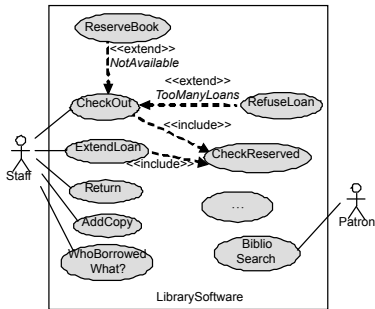 ReserveBook
<<extend>>
NotAvailable
<<extend>>
TooManyLoans
CheckOut
RefuseLoan
<<include>>
ExtendLoan
CheckReserved
<<include>>
Staff
Return
...
AddCopy
Patron
Biblio
Search
WhoBorrowed
What?
LibrarySoftware